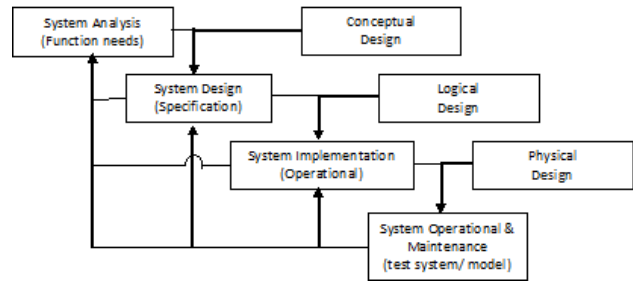 System Analysis
(Function needs)
Conceptual
Design
System Design
(Specification)
Logical
Design
System Implementation
(Operational)
Physical
Design
System Operational &
Maintenance
(test system/ model)